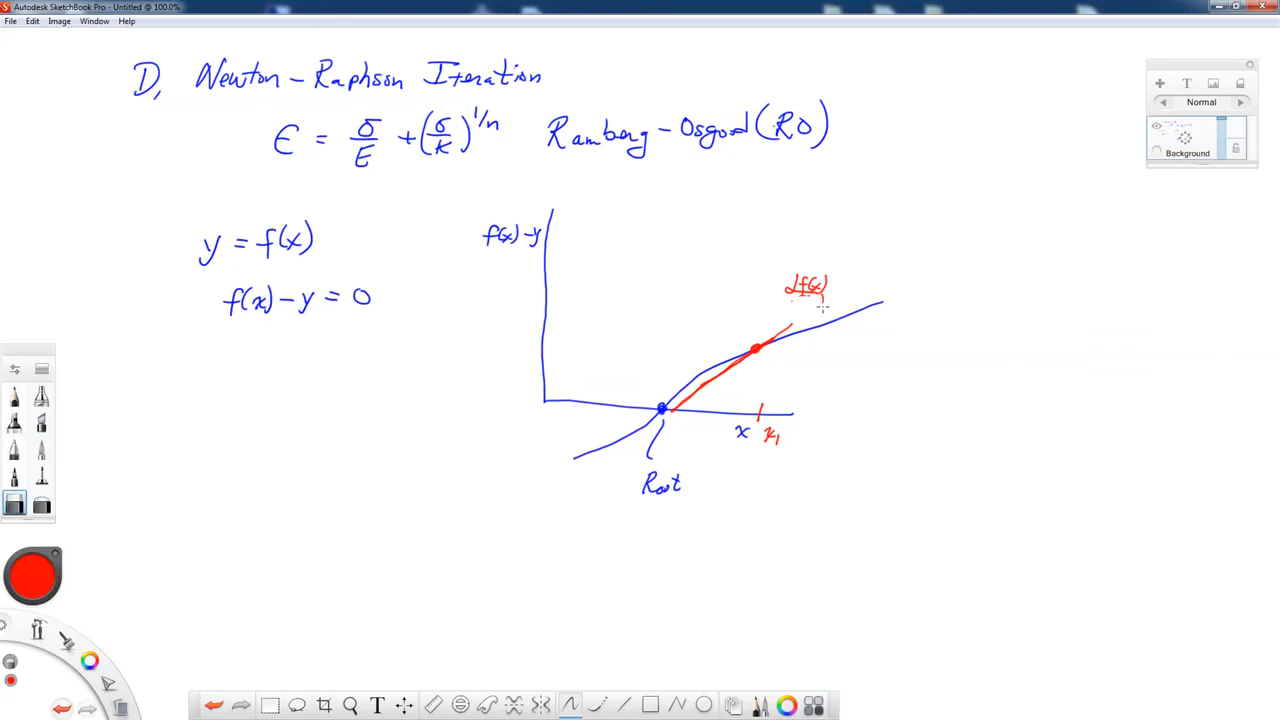 Autodesk SketchBook Pro - Untitled @ 100.0%
File Edit Image Window Help
D, Newton - Raphson Iteration
ϵ = σ/E + (σ/K)^1/n Ramberg - Osgood (RO)
y = f(x)
f(x) - y = 0
f(x) - y
df(x)
x x₁
Root
T
Normal
Background
T